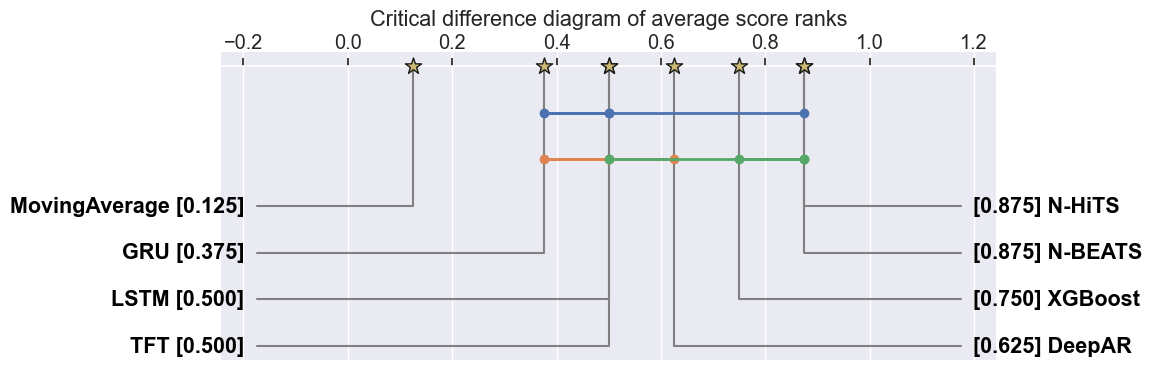 Critical difference diagram of average score ranks
−0.2 0.0 0.2 0.4 0.6 0.8 1.0 1.2
MovingAverage [0.125] [0.875] N-HiTS
GRU [0.375] [0.875] N-BEATS
LSTM [0.500] [0.750] XGBoost
TFT [0.500] [0.625] DeepAR